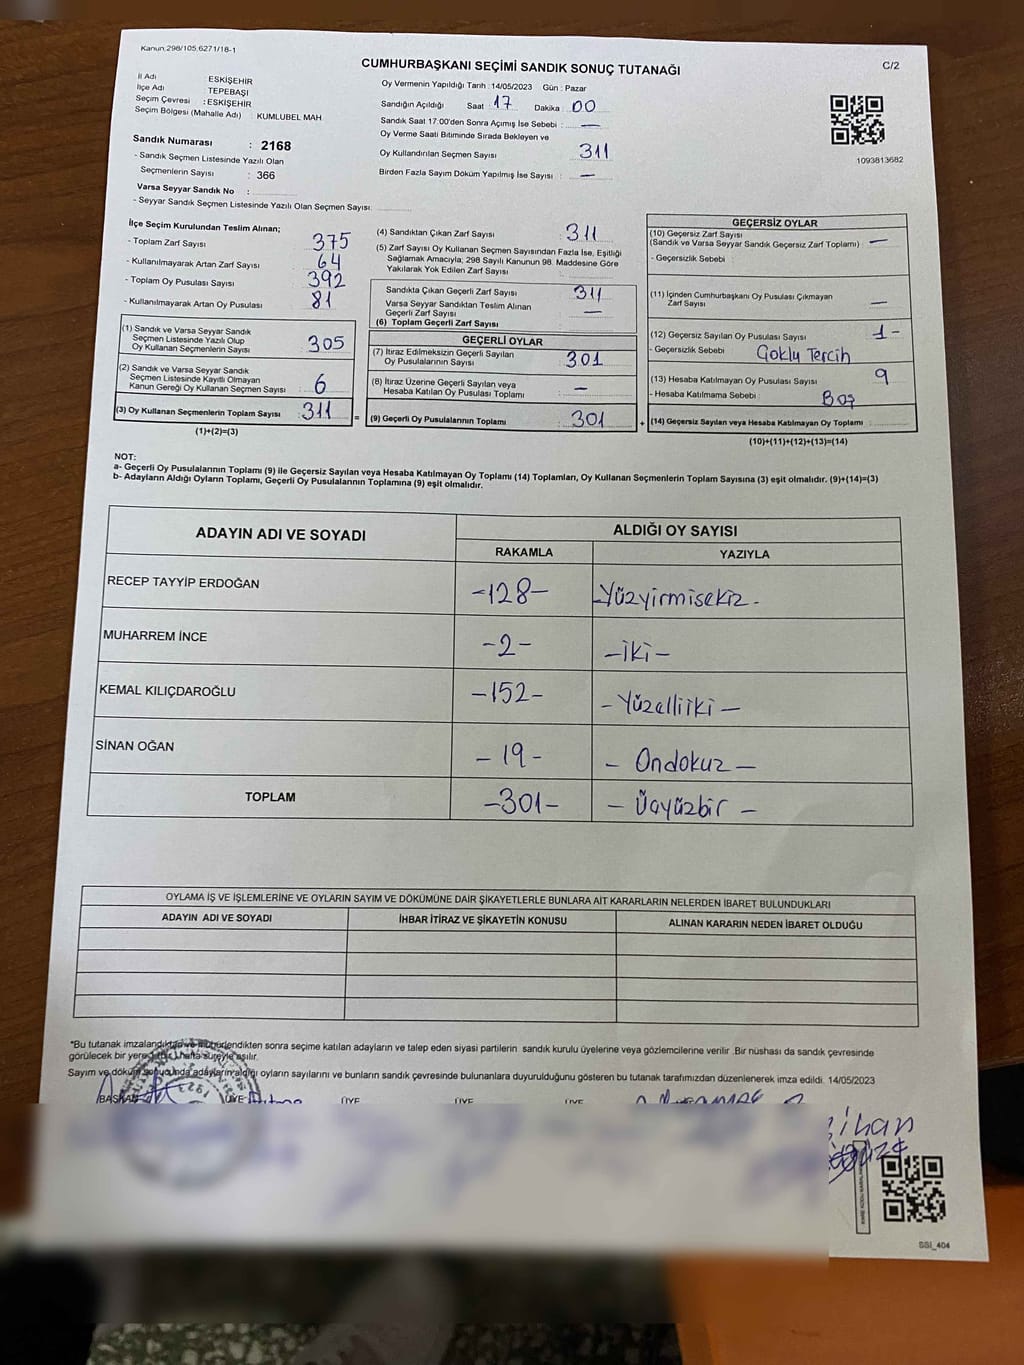 Kanun.298/105,6271/18-1
CUMHURBAŞKANI SEÇİMİ SANDIK SONUÇ TUTANAĞI
C/2
İl Adı : ESKİŞEHİR
İlçe Adı : TEPEBAŞI
Seçim Çevresi : ESKİŞEHİR
Seçim Bölgesi (Mahalle Adı) : KUMLUBEL MAH
Oy Vermenin Yapıldığı Tarih : 14/05/2023 Gün : Pazar
Sandığın Açıldığı Saat : 17 Dakika : 00
Sandık Saat 17:00'den Sonra Açımış İse Sebebi : —
Oy Verme Saati Bitiminde Sırada Bekleyen ve
Oy Kullandırılan Seçmen Sayısı : 311
Birden Fazla Sayım Döküm Yapılmış İse Sayısı : —
1093813682
Sandık Numarası : 2168
- Sandık Seçmen Listesinde Yazılı Olan
Seçmenlerin Sayısı : 366
Varsa Seyyar Sandık No :
- Seyyar Sandık Seçmen Listesinde Yazılı Olan Seçmen Sayısı:
İlçe Seçim Kurulundan Teslim Alınan;
- Toplam Zarf Sayısı : 375
- Kullanılmayarak Artan Zarf Sayısı : 64
- Toplam Oy Pusulası Sayısı : 392
- Kullanılmayarak Artan Oy Pusulası : 81
(1) Sandık ve Varsa Seyyar Sandık
Seçmen Listesinde Yazılı Olup
Oy Kullanan Seçmenlerin Sayısı : 305
(2) Sandık ve Varsa Seyyar Sandık
Seçmen Listesinde Kayıtlı Olmayan
Kanun Gereği Oy Kullanan Seçmen Sayısı : 6
(3) Oy Kullanan Seçmenlerin Toplam Sayısı : 311
(1)+(2)=(3)
(4) Sandıktan Çıkan Zarf Sayısı : 311
(5) Zarf Sayısı Oy Kullanan Seçmen Sayısından Fazla İse, Eşitliği
Sağlamak Amacıyla; 298 Sayılı Kanunun 98. Maddesine Göre
Yakılarak Yok Edilen Zarf Sayısı :
Sandıkta Çıkan Geçerli Zarf Sayısı : 311
Varsa Seyyar Sandıktan Teslim Alınan
Geçerli Zarf Sayısı : —
(6) Toplam Geçerli Zarf Sayısı :
GEÇERLİ OYLAR
(7) İtiraz Edilmeksizin Geçerli Sayılan
Oy Pusulalarının Sayısı : 301
(8) İtiraz Üzerine Geçerli Sayılan veya
Hesaba Katılan Oy Pusulası Toplamı : —
= (9) Geçerli Oy Pusulalarının Toplamı : 301
GEÇERSİZ OYLAR
(10) Geçersiz Zarf Sayısı
(Sandık ve Varsa Seyyar Sandık Geçersiz Zarf Toplamı) : —
- Geçersizlik Sebebi :
(11) İçinden Cumhurbaşkanı Oy Pusulası Çıkmayan
Zarf Sayısı : —
(12) Geçersiz Sayılan Oy Pusulası Sayısı : 1 -
- Geçersizlik Sebebi : Çoklu Tercih
(13) Hesaba Katılmayan Oy Pusulası Sayısı : 9
- Hesaba Katılmama Sebebi : Boş
+ (14) Geçersiz Sayılan veya Hesaba Katılmayan Oy Toplamı :
(10)+(11)+(12)+(13)=(14)
NOT:
a- Geçerli Oy Pusulalarının Toplamı (9) ile Geçersiz Sayılan veya Hesaba Katılmayan Oy Toplamı (14) Toplamları, Oy Kullanan Seçmenlerin Toplam Sayısına (3) eşit olmalıdır. (9)+(14)=(3)
b- Adayların Aldığı Oyların Toplamı, Geçerli Oy Pusulalarının Toplamına (9) eşit olmalıdır.
ADAYIN ADI VE SOYADI
ALDIĞI OY SAYISI
RAKAMLA YAZIYLA
RECEP TAYYİP ERDOĞAN -128- -Yüzyirmisekiz-
MUHARREM İNCE -2- -iki-
KEMAL KILIÇDAROĞLU -152- -Yüzelliiki-
SİNAN OĞAN -19- -Ondokuz-
TOPLAM -301- -Üçyüzbir-
OYLAMA İŞ VE İŞLEMLERİNE VE OYLARIN SAYIM VE DÖKÜMÜNE DAİR ŞİKAYETLERLE BUNLARA AİT KARARLARIN NELERDEN İBARET BULUNDUKLARI
ADAYIN ADI VE SOYADI İHBAR İTİRAZ VE ŞİKAYETİN KONUSU ALINAN KARARIN NEDEN İBARET OLDUĞU
*Bu tutanak imzalandıktan ve mühürlendikten sonra seçime katılan adayların ve talep eden siyasi partilerin sandık kurulu üyelerine veya gözlemcilerine verilir .Bir nüshası da sandık çevresinde
görülecek bir yere bir hafta süreyle asılır.
Sayım ve döküm sonucunda adayların aldığı oyların sayılarını ve bunların sandık çevresinde bulunanlara duyurulduğunu gösteren bu tutanak tarafımızdan düzenlenerek imza edildi. 14/05/2023
BAŞKAN ÜYE ÜYE ÜYE ÜYE
SSI_404